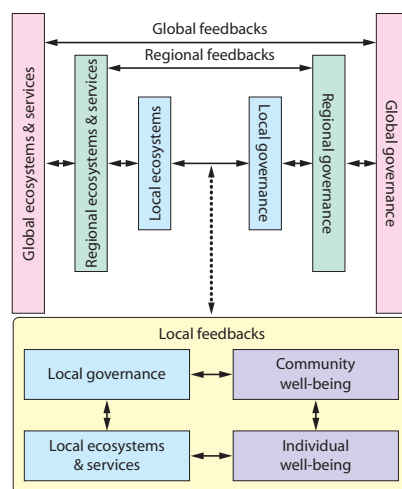 Global feedbacks
Regional feedbacks
Global ecosystems & services
Regional ecosystems & services
Local ecosystems
Local governance
Regional governance
Global governance
Local feedbacks
Local governance
Community
well-being
Local ecosystems
& services
Individual
well-being